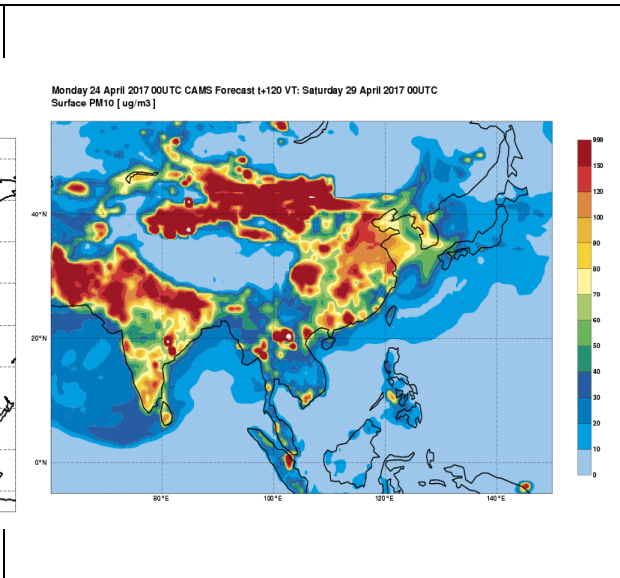 Monday 24 April 2017 00UTC CAMS Forecast t+120 VT: Saturday 29 April 2017 00UTC
Surface PM10 [ ug/m3 ]
999
150
120
100
90
80
70
60
50
40
30
20
10
0
40°N
20°N
0°N
80°E
100°E
120°E
140°E